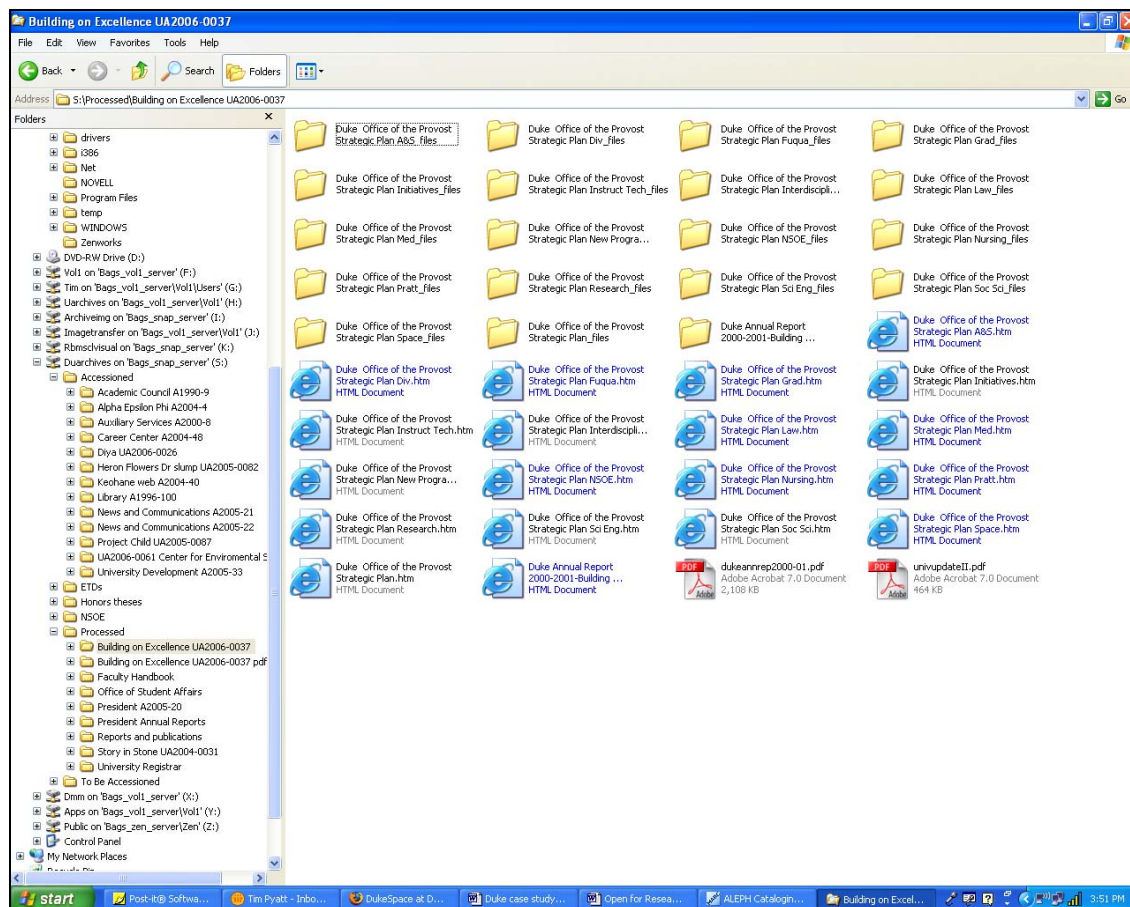 Building on Excellence UA2006-0037
File Edit View Favorites Tools Help
Back Search Folders
Address S:\Processed\Building on Excellence UA2006-0037 Go
Folders
drivers
i386
Net
NOVELL
Program Files
temp
WINDOWS
Zenworks
DVD-RW Drive (D:)
Vol1 on 'Bags_vol1_server' (F:)
Tim on 'Bags_vol1_server\Vol1\Users' (G:)
Uarchives on 'Bags_vol1_server\Vol1' (H:)
Archiveimg on 'Bags_snap_server' (I:)
Imagetransfer on 'Bags_vol1_server\Vol1' (J:)
Rbmsclvisual on 'Bags_snap_server' (K:)
Duarchives on 'Bags_snap_server' (S:)
Accessioned
Academic Council A1990-9
Alpha Epsilon Phi A2004-4
Auxiliary Services A2000-8
Career Center A2004-48
Diya UA2006-0026
Heron Flowers Dr slump UA2005-0082
Keohane web A2004-40
Library A1996-100
News and Communications A2005-21
News and Communications A2005-22
Project Child UA2005-0087
UA2006-0061 Center for Enviromental S
University Development A2005-33
ETDs
Honors theses
NSOE
Processed
Building on Excellence UA2006-0037
Building on Excellence UA2006-0037 pdf
Faculty Handbook
Office of Student Affairs
President A2005-20
President Annual Reports
Reports and publications
Story in Stone UA2004-0031
University Registrar
To Be Accessioned
Dmm on 'Bags_vol1_server' (X:)
Apps on 'Bags_vol1_server\Vol1' (Y:)
Public on 'Bags_zen_server\Zen' (Z:)
Control Panel
My Network Places
Duke Office of the Provost
Strategic Plan A&S_files
Duke Office of the Provost
Strategic Plan Div_files
Duke Office of the Provost
Strategic Plan Fuqua_files
Duke Office of the Provost
Strategic Plan Grad_files
Duke Office of the Provost
Strategic Plan Initiatives_files
Duke Office of the Provost
Strategic Plan Instruct Tech_files
Duke Office of the Provost
Strategic Plan Interdiscipli...
Duke Office of the Provost
Strategic Plan Law_files
Duke Office of the Provost
Strategic Plan Med_files
Duke Office of the Provost
Strategic Plan New Progra...
Duke Office of the Provost
Strategic Plan NSOE_files
Duke Office of the Provost
Strategic Plan Nursing_files
Duke Office of the Provost
Strategic Plan Pratt_files
Duke Office of the Provost
Strategic Plan Research_files
Duke Office of the Provost
Strategic Plan Sci Eng_files
Duke Office of the Provost
Strategic Plan Soc Sci_files
Duke Office of the Provost
Strategic Plan Space_files
Duke Office of the Provost
Strategic Plan_files
Duke Annual Report
2000-2001-Building ...
Duke Office of the Provost
Strategic Plan A&S.htm
HTML Document
Duke Office of the Provost
Strategic Plan Div.htm
HTML Document
Duke Office of the Provost
Strategic Plan Fuqua.htm
HTML Document
Duke Office of the Provost
Strategic Plan Grad.htm
HTML Document
Duke Office of the Provost
Strategic Plan Initiatives.htm
HTML Document
Duke Office of the Provost
Strategic Plan Instruct Tech.htm
HTML Document
Duke Office of the Provost
Strategic Plan Interdiscipli...
HTML Document
Duke Office of the Provost
Strategic Plan Law.htm
HTML Document
Duke Office of the Provost
Strategic Plan Med.htm
HTML Document
Duke Office of the Provost
Strategic Plan New Progra...
HTML Document
Duke Office of the Provost
Strategic Plan NSOE.htm
HTML Document
Duke Office of the Provost
Strategic Plan Nursing.htm
HTML Document
Duke Office of the Provost
Strategic Plan Pratt.htm
HTML Document
Duke Office of the Provost
Strategic Plan Research.htm
HTML Document
Duke Office of the Provost
Strategic Plan Sci Eng.htm
HTML Document
Duke Office of the Provost
Strategic Plan Soc Sci.htm
HTML Document
Duke Office of the Provost
Strategic Plan Space.htm
HTML Document
Duke Office of the Provost
Strategic Plan.htm
HTML Document
Duke Annual Report
2000-2001-Building ...
HTML Document
PDF
Adobe
dukeannrep2000-01.pdf
Adobe Acrobat 7.0 Document
2,108 KB
PDF
Adobe
univupdateII.pdf
Adobe Acrobat 7.0 Document
464 KB
start Post-it® Softwa... Tim Pyatt - Inbo... DukeSpace at D... Duke case study... Open for Resea... ALEPH Catalogin... Building on Excel... 3:51 PM